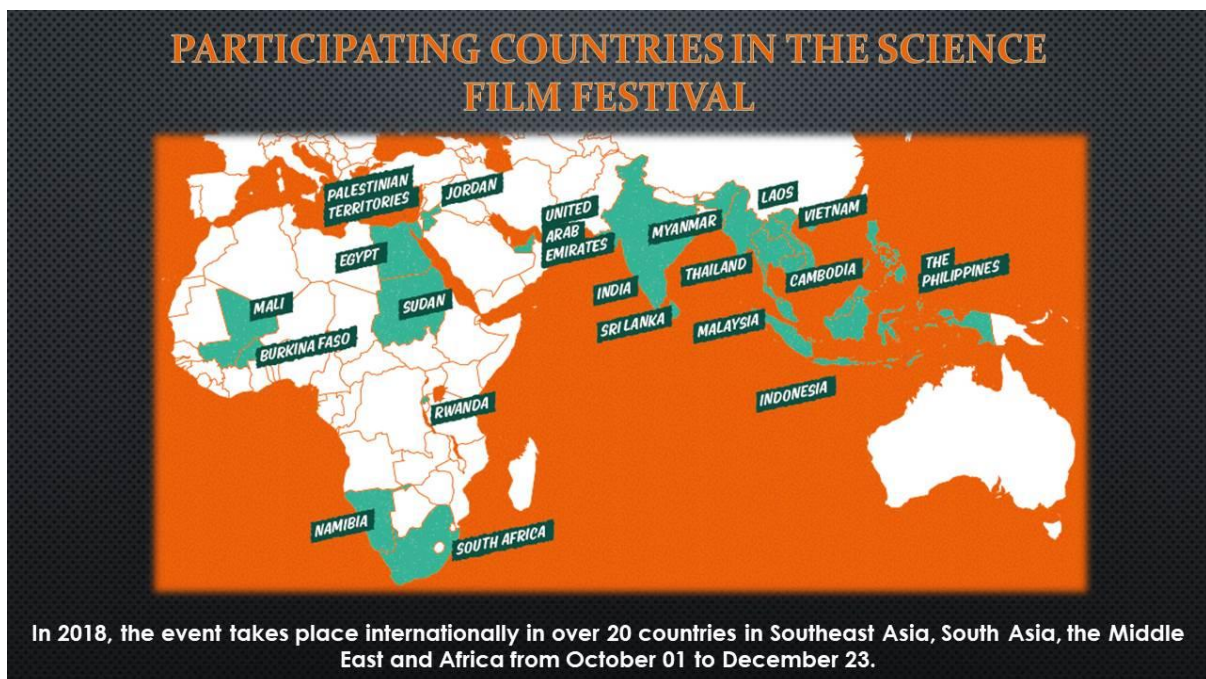 PARTICIPATING COUNTRIES IN THE SCIENCE
FILM FESTIVAL
PALESTINIAN
TERRITORIES
JORDAN
UNITED
ARAB
EMIRATES
EGYPT
MALI
SUDAN
BURKINA FASO
RWANDA
NAMIBIA
SOUTH AFRICA
LAOS
VIETNAM
MYANMAR
THAILAND
CAMBODIA
THE
PHILIPPINES
INDIA
SRI LANKA
MALAYSIA
INDONESIA
In 2018, the event takes place internationally in over 20 countries in Southeast Asia, South Asia, the Middle
East and Africa from October 01 to December 23.